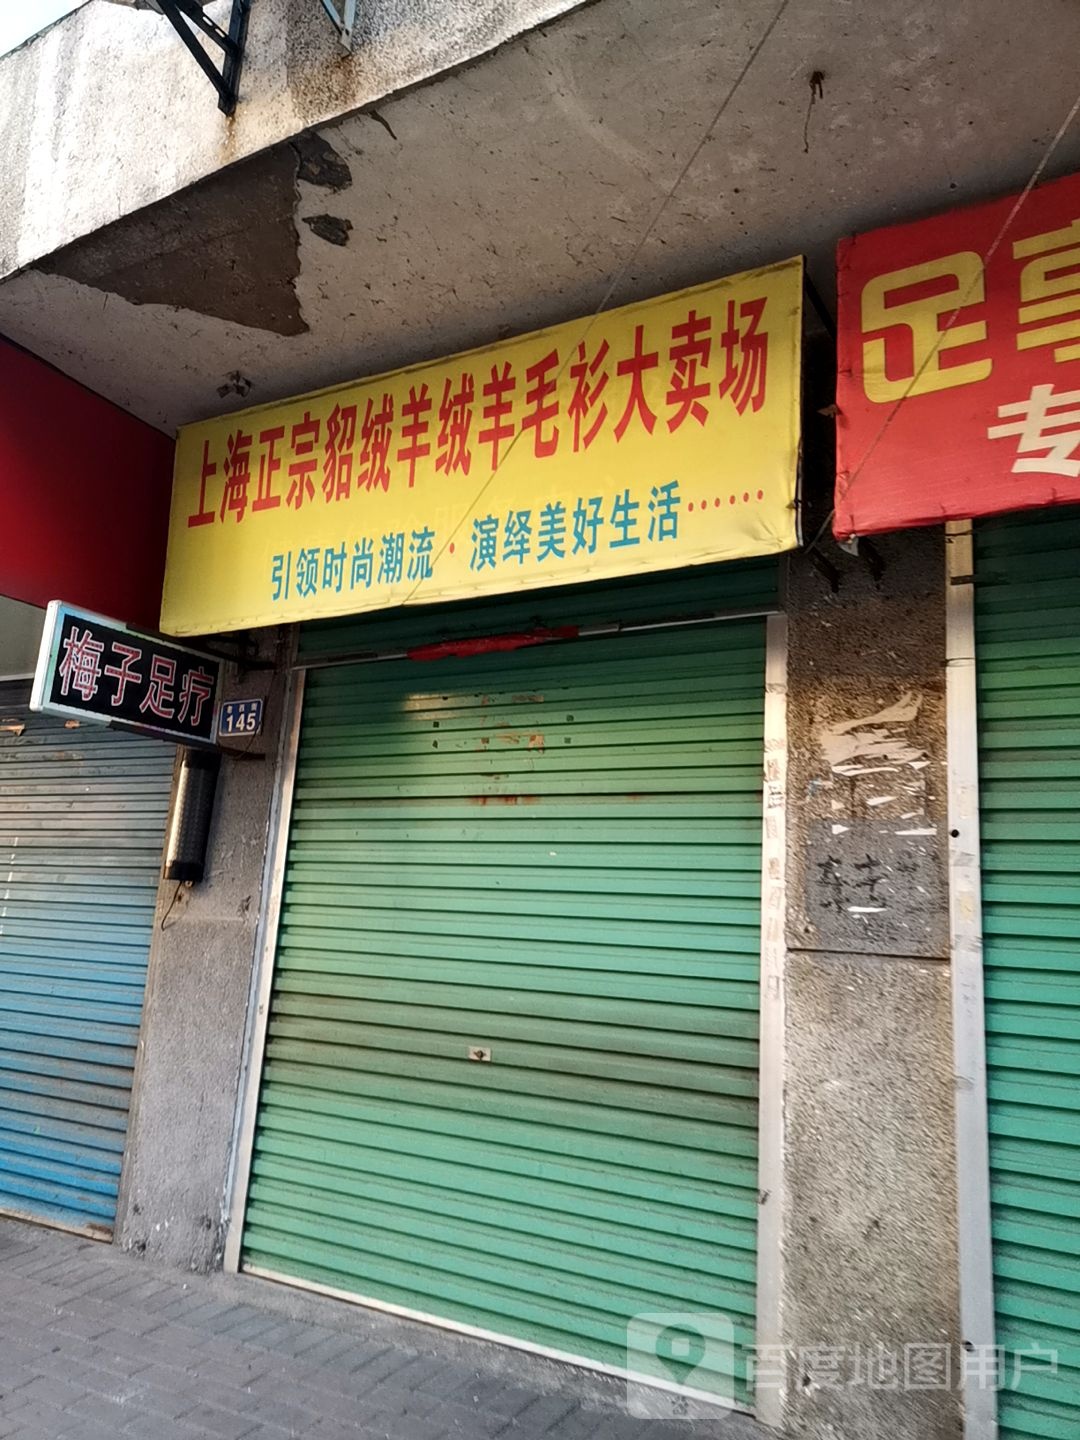 上海正宗貂绒羊绒羊毛衫大卖场
引领时尚潮流·演绎美好生活……
足
专
梅子足疗
145
百度地图用户